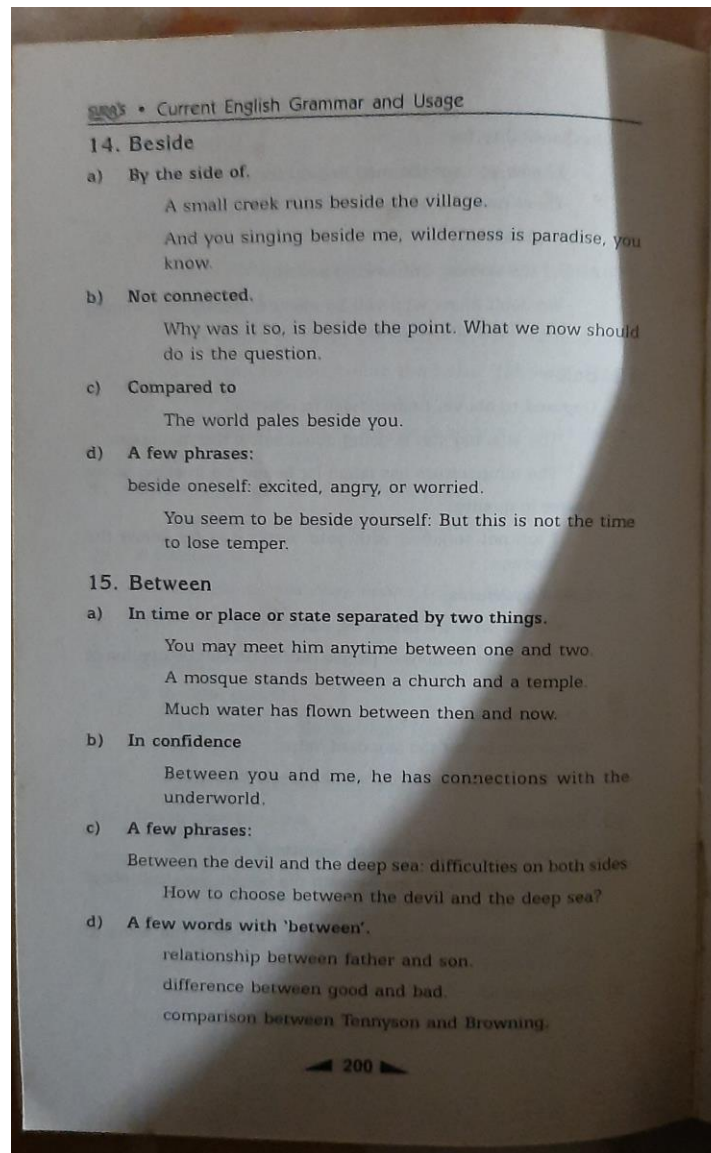 SURA'S • Current English Grammar and Usage
14. Beside
a) By the side of.
A small creek runs beside the village.
And you singing beside me, wilderness is paradise, you
know.
b) Not connected.
Why was it so, is beside the point. What we now should
do is the question.
c) Compared to
The world pales beside you.
d) A few phrases:
beside oneself: excited, angry, or worried.
You seem to be beside yourself: But this is not the time
to lose temper.
15. Between
a) In time or place or state separated by two things.
You may meet him anytime between one and two.
A mosque stands between a church and a temple.
Much water has flown between then and now.
b) In confidence
Between you and me, he has connections with the
underworld.
c) A few phrases:
Between the devil and the deep sea: difficulties on both sides
How to choose between the devil and the deep sea?
d) A few words with 'between'.
relationship between father and son.
difference between good and bad.
comparison between Tennyson and Browning.
200